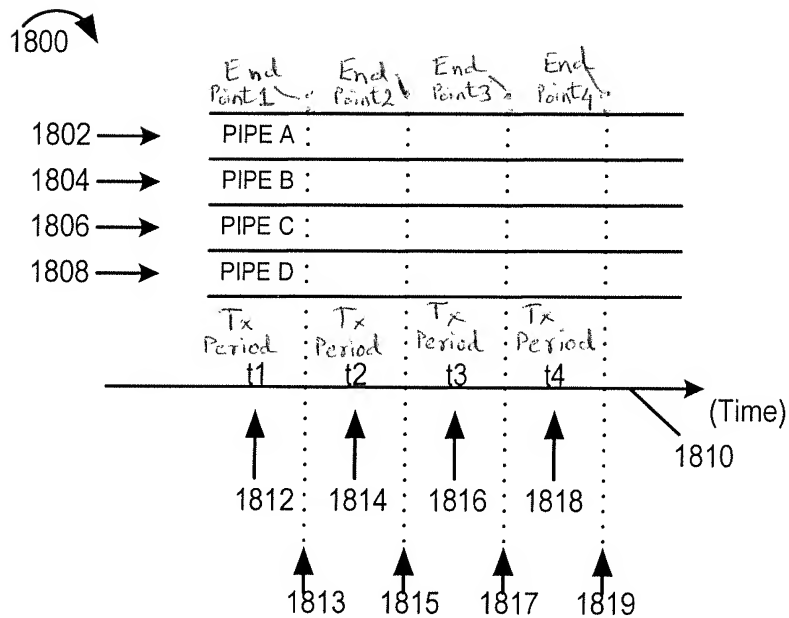 1800
End Point1 End Point2 End Point3 End Point4
1802 PIPE A
1804 PIPE B
1806 PIPE C
1808 PIPE D
Tx Period Tx Period Tx Period Tx Period
t1 t2 t3 t4
(Time)
1810
1812 1814 1816 1818
1813 1815 1817 1819